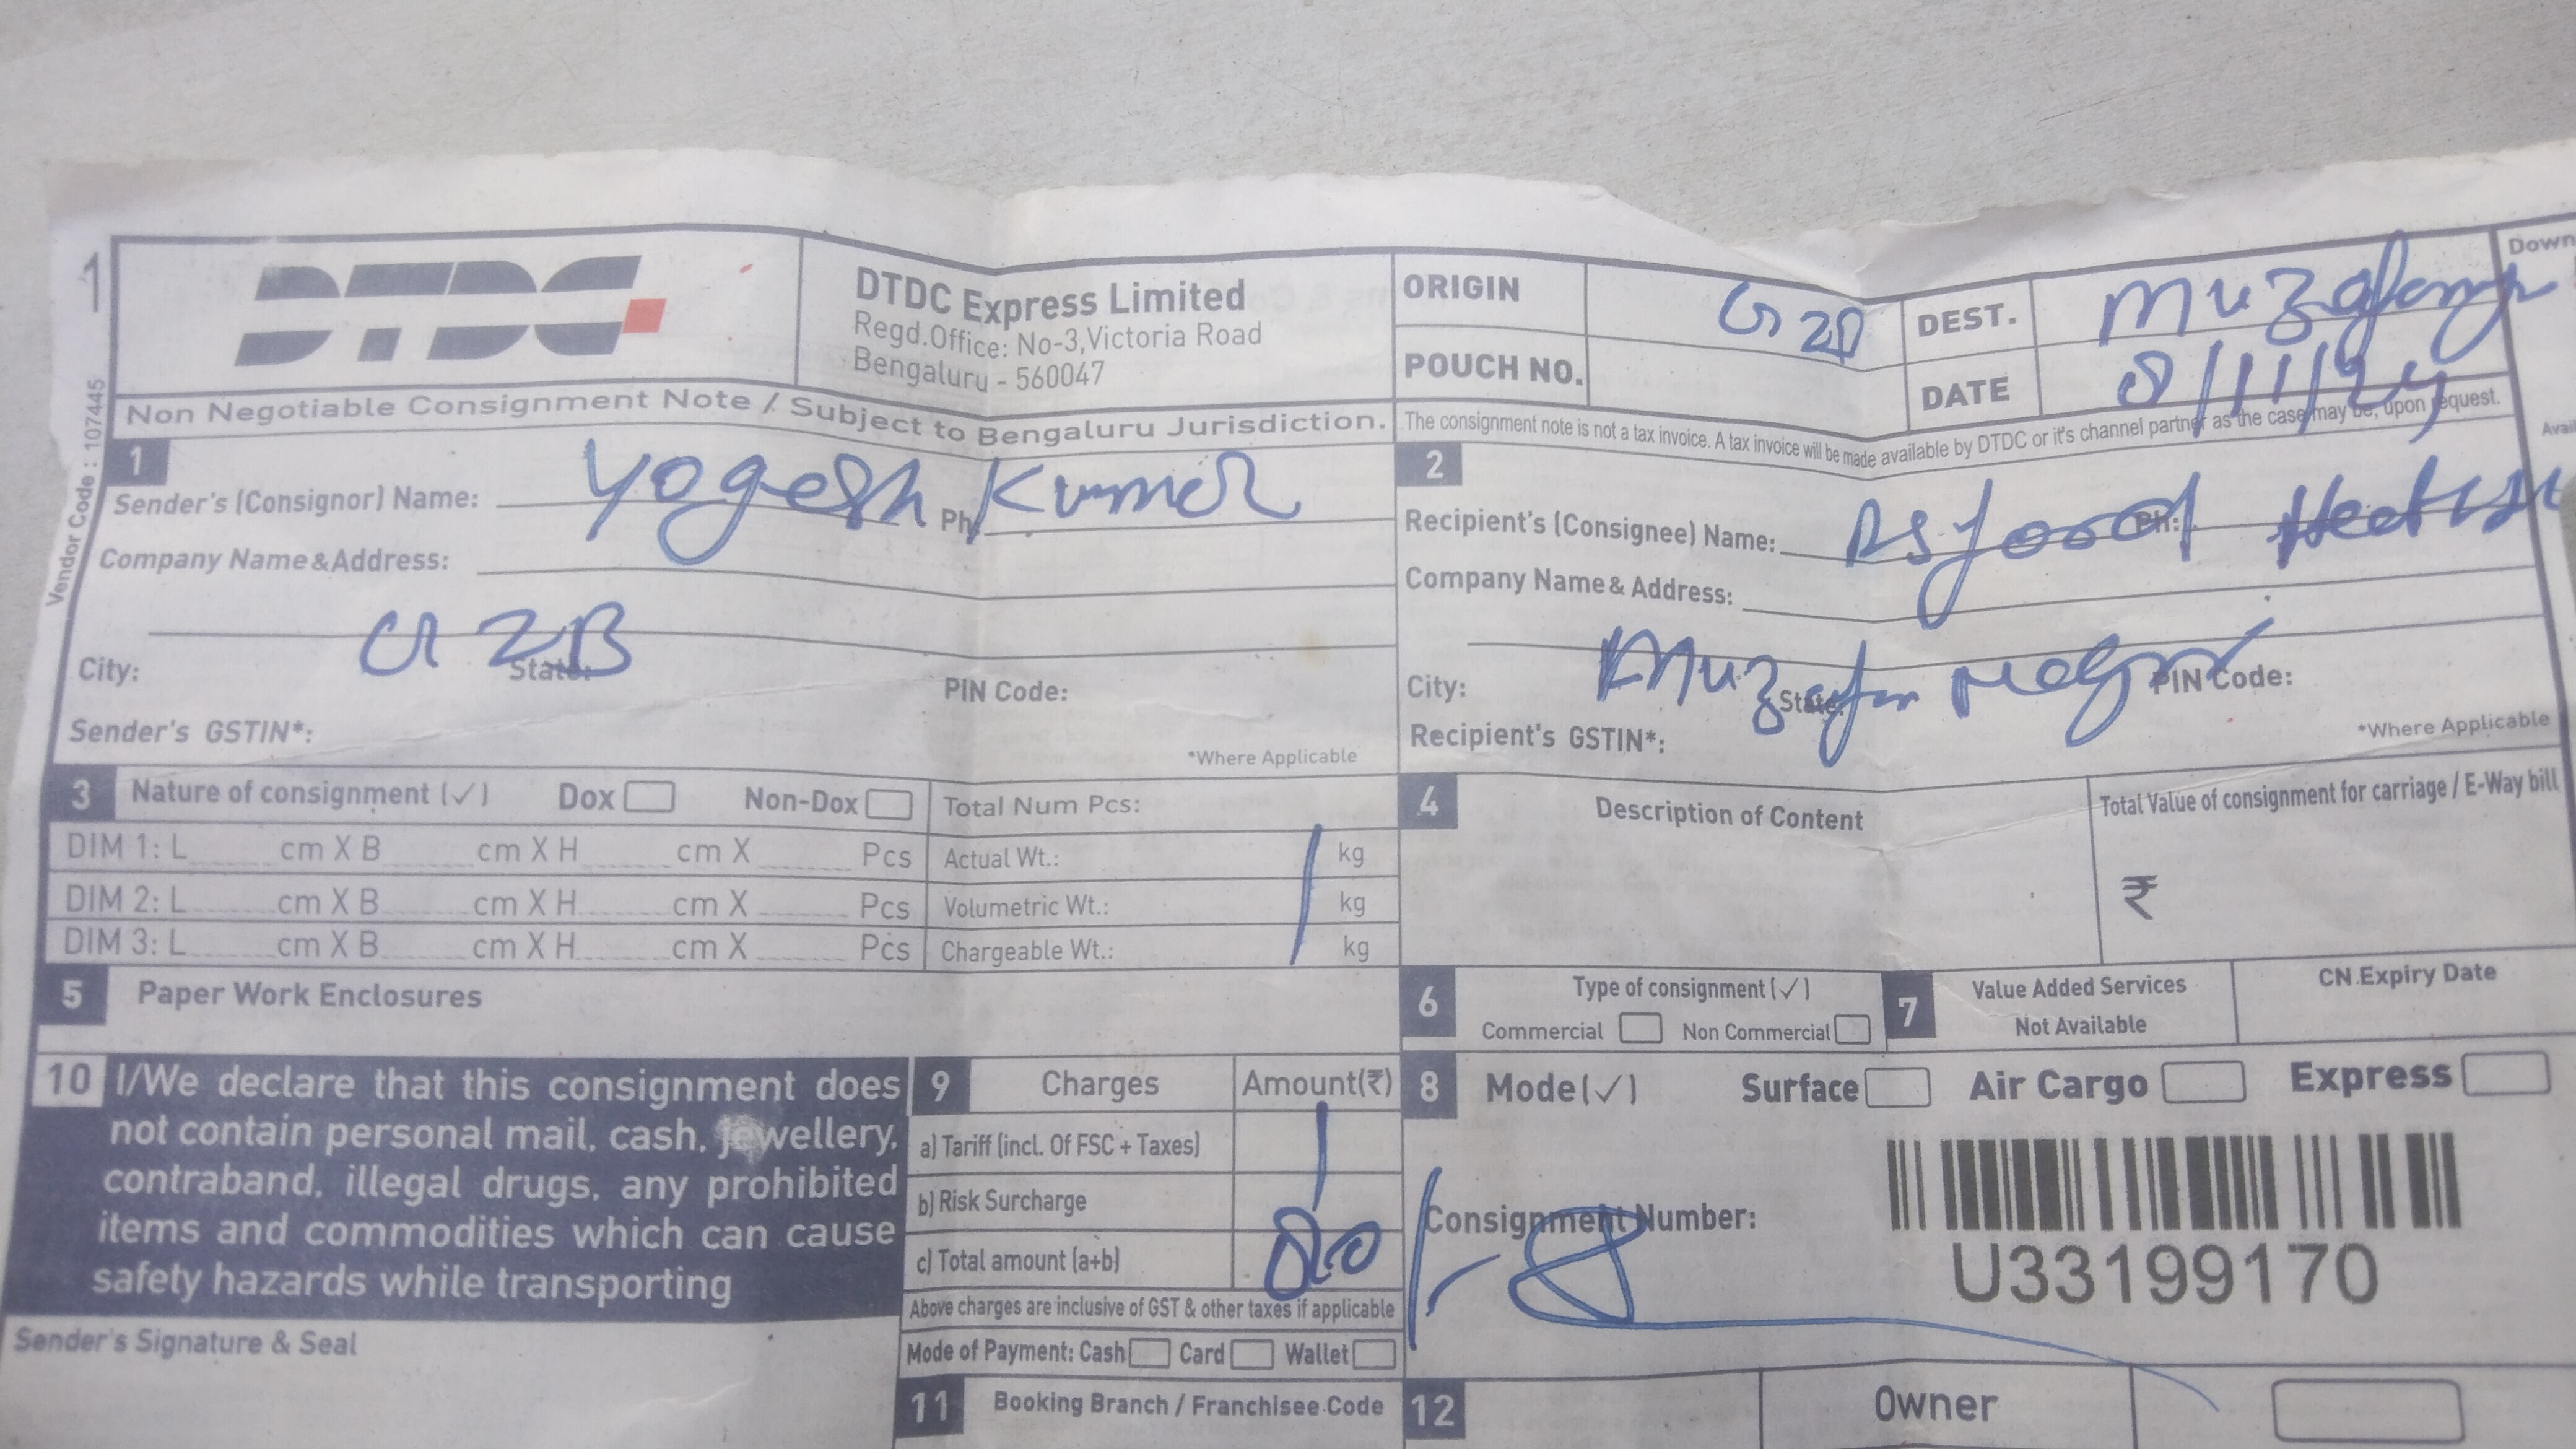 1
DTDC
DTDC Express Limited
Regd.Office: No-3,Victoria Road
Bengaluru - 560047
ORIGIN
DEST.
POUCH NO.
DATE 8/11/24
Down
Vendor Code : 107445
Non Negotiable Consignment Note / Subject to Bengaluru Jurisdiction.
The consignment note is not a tax invoice. A tax invoice will be made available by DTDC or it's channel partner as the case may be, upon request.
Avail
1
Sender's (Consignor) Name: Yogesh Kumar
Ph
Company Name & Address:
GZB
City: State: PIN Code:
Sender's GSTIN*:
*Where Applicable
2
Recipient's (Consignee) Name:
Ph:
Company Name & Address:
City: State: PIN Code:
Recipient's GSTIN*:
*Where Applicable
3 Nature of consignment (✓) Dox Non-Dox
Total Num Pcs:
DIM 1: L cm X B cm X H cm X Pcs
Actual Wt.: kg
DIM 2: L cm X B cm X H cm X Pcs
Volumetric Wt.: kg
DIM 3: L cm X B cm X H cm X Pcs
Chargeable Wt.: kg
4 Description of Content
Total Value of consignment for carriage / E-Way bill
₹
5 Paper Work Enclosures
6 Type of consignment (✓)
Commercial Non Commercial
7 Value Added Services
Not Available
CN Expiry Date
10 I/We declare that this consignment does
not contain personal mail, cash, jewellery,
contraband, illegal drugs, any prohibited
items and commodities which can cause
safety hazards while transporting
Sender's Signature & Seal
9 Charges Amount(₹)
a) Tariff (incl. Of FSC + Taxes)
b) Risk Surcharge
c) Total amount (a+b) 80
Above charges are inclusive of GST & other taxes if applicable
Mode of Payment: Cash Card Wallet
8 Mode (✓) Surface Air Cargo Express
Consignment Number:
U33199170
11 Booking Branch / Franchisee Code
12
Owner